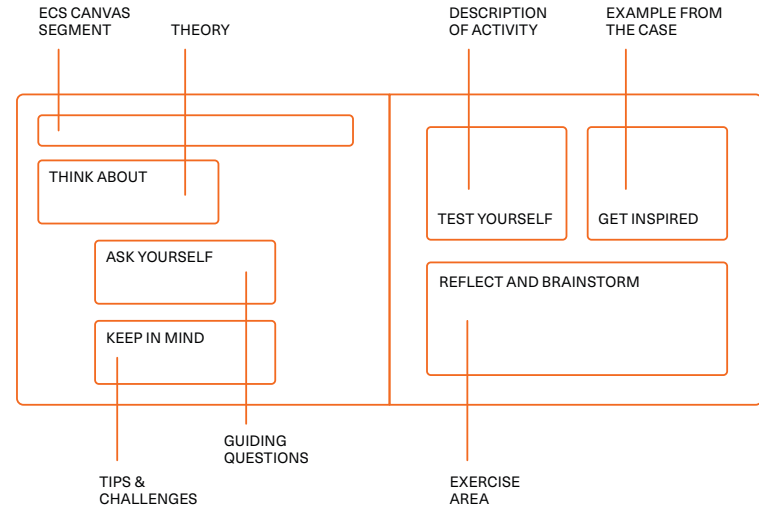 ECS CANVAS
SEGMENT
THEORY
DESCRIPTION
OF ACTIVITY
EXAMPLE FROM
THE CASE
THINK ABOUT
ASK YOURSELF
KEEP IN MIND
TEST YOURSELF
GET INSPIRED
REFLECT AND BRAINSTORM
GUIDING
QUESTIONS
TIPS &
CHALLENGES
EXERCISE
AREA